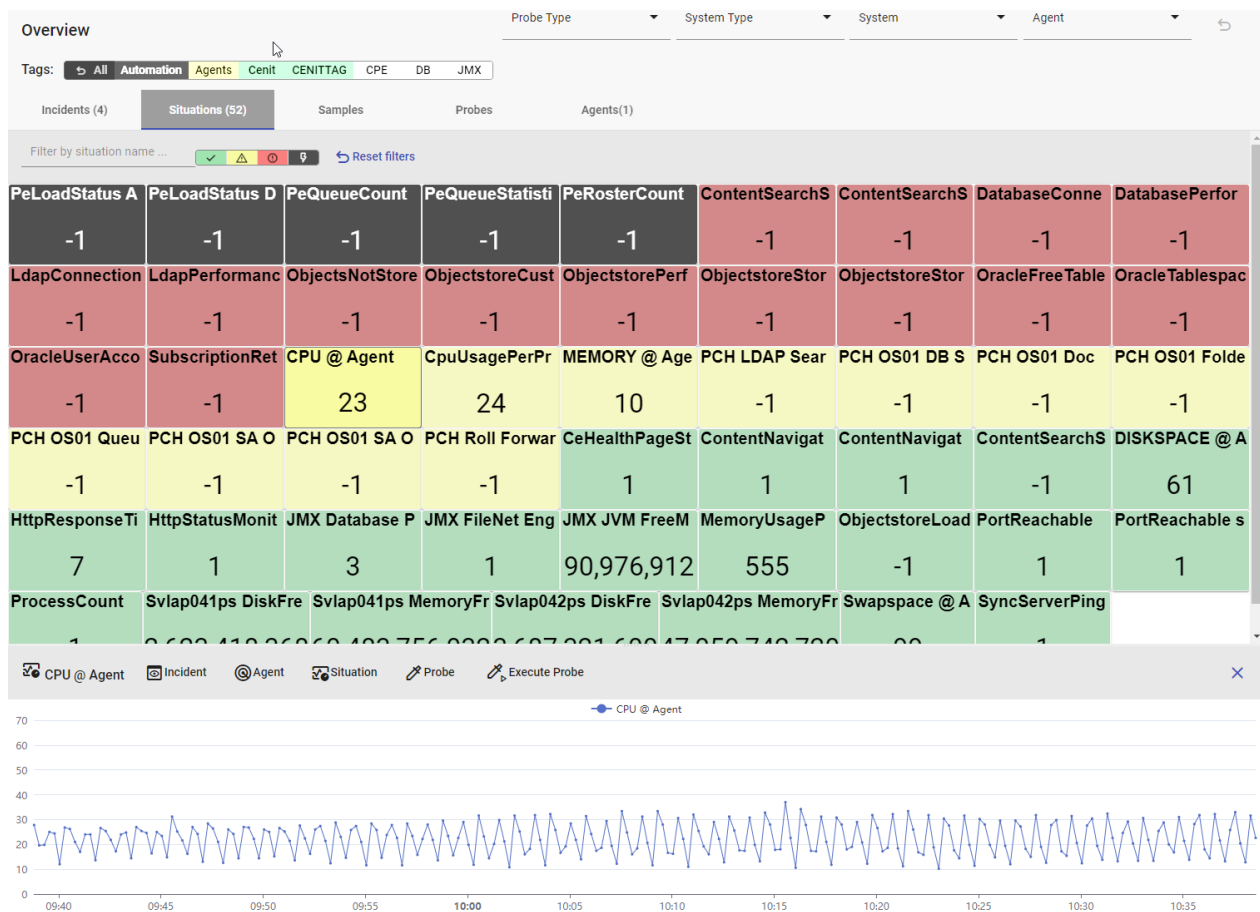 Overview
Probe Type System Type System Agent
Tags: All Automation Agents Cenit CENITTAG CPE DB JMX
Incidents (4) Situations (52) Samples Probes Agents(1)
Filter by situation name ... Reset filters
PeLoadStatus A PeLoadStatus D PeQueueCount PeQueueStatisti PeRosterCount ContentSearchS ContentSearchS DatabaseConne DatabasePerfor
-1 -1 -1 -1 -1 -1 -1 -1 -1
LdapConnection LdapPerformanc ObjectsNotStore ObjectstoreCust ObjectstorePerf ObjectstoreStor ObjectstoreStor OracleFreeTable OracleTablespac
-1 -1 -1 -1 -1 -1 -1 -1 -1
OracleUserAcco SubscriptionRet CPU @ Agent CpuUsagePerPr MEMORY @ Age PCH LDAP Sear PCH OS01 DB S PCH OS01 Doc PCH OS01 Folde
-1 -1 23 24 10 -1 -1 -1 -1
PCH OS01 Queu PCH OS01 SA O PCH OS01 SA O PCH Roll Forwar CeHealthPageSt ContentNavigat ContentNavigat ContentSearchS DISKSPACE @ A
-1 -1 -1 -1 1 1 1 -1 61
HttpResponseTi HttpStatusMonit JMX Database P JMX FileNet Eng JMX JVM FreeM MemoryUsageP ObjectstoreLoad PortReachable PortReachable s
7 1 3 1 90,976,912 555 -1 1 1
ProcessCount Svlap041ps DiskFre Svlap041ps MemoryFr Svlap042ps DiskFre Svlap042ps MemoryFr Swapspace @ A SyncServerPing
CPU @ Agent Incident Agent Situation Probe Execute Probe
CPU @ Agent
70
60
50
40
30
20
10
0
09:40 09:45 09:50 09:55 10:00 10:05 10:10 10:15 10:20 10:25 10:30 10:35